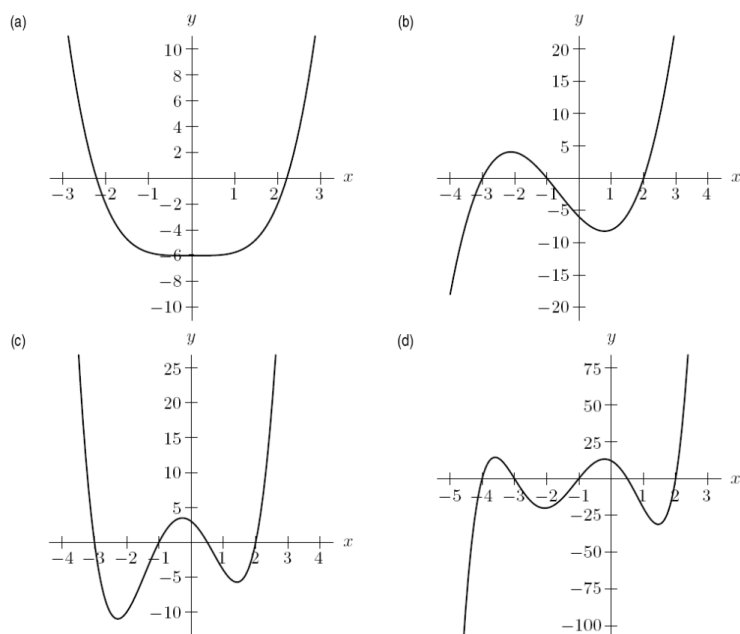 (a)
y
10
8
6
4
2
−3 −2 −1 1 2 3 x
−2
−4
−6
−8
−10
(b)
y
20
15
10
5
−4 −3 −2 −1 1 2 3 4 x
−5
−10
−15
−20
(c)
y
25
20
15
10
5
−4 −3 −2 −1 1 2 3 4 x
−5
−10
(d)
y
75
50
25
−5 −4 −3 −2 −1 1 2 3 x
−25
−50
−75
−100